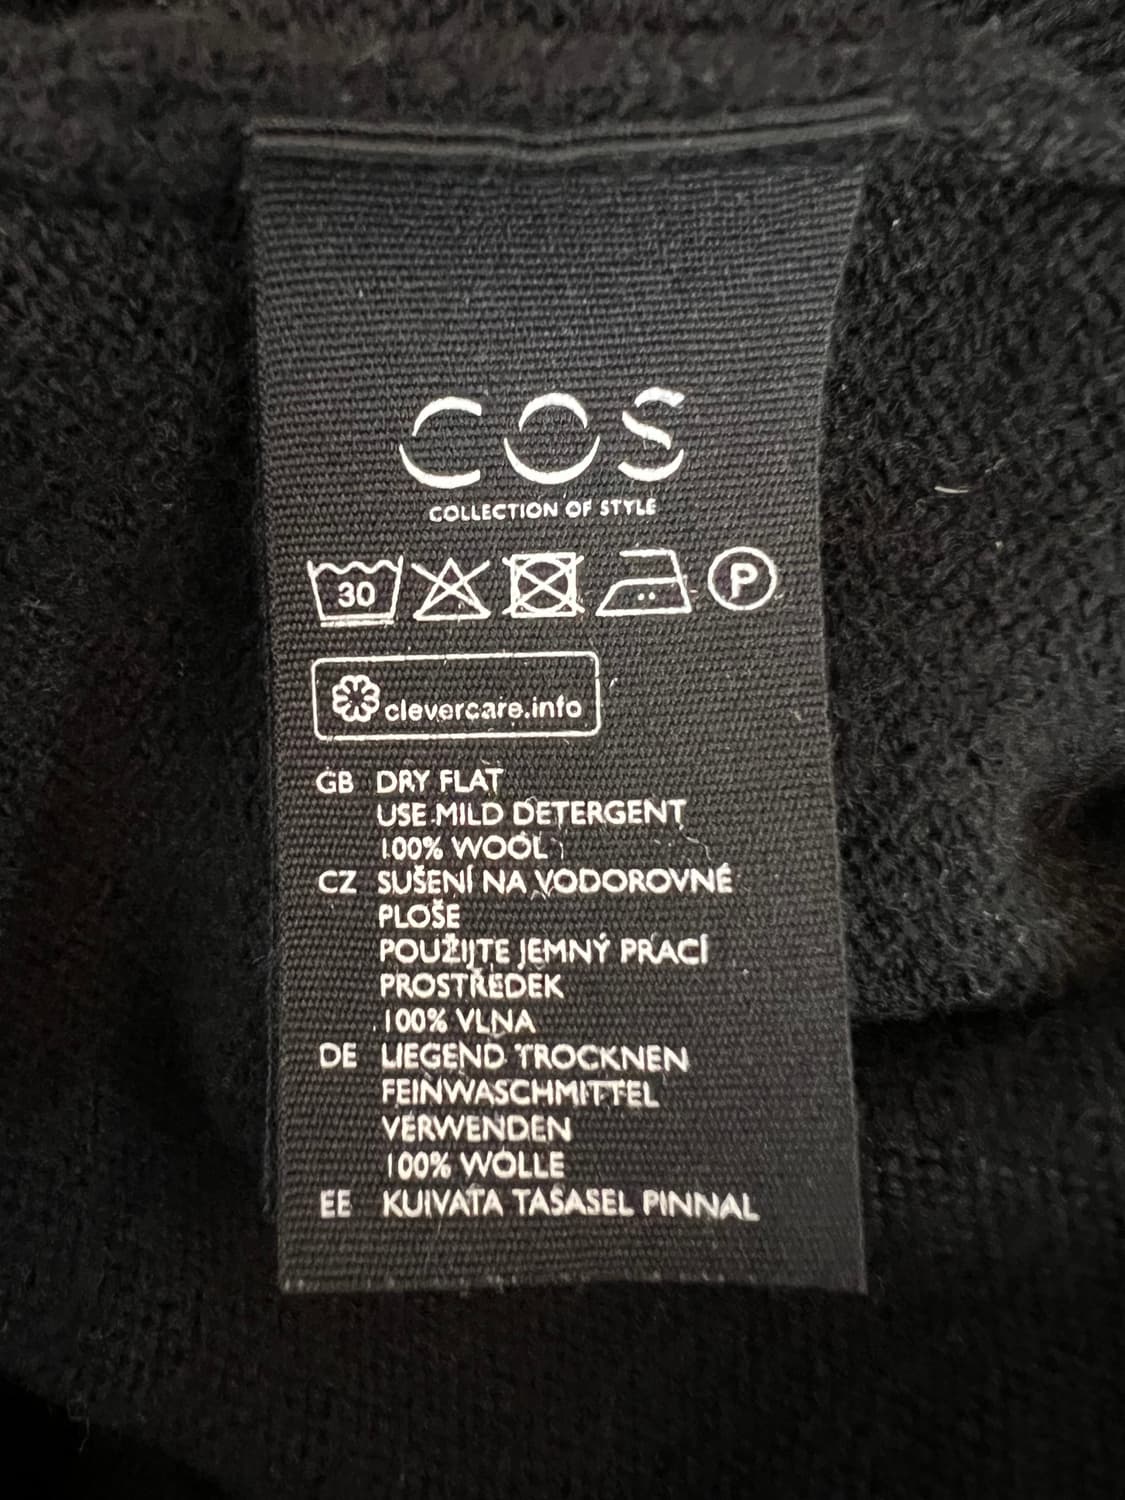 COS
COLLECTION OF STYLE
30 P
clevercare.info
GB DRY FLAT
USE MILD DETERGENT
100% WOOL
CZ SUŠENÍ NA VODOROVNÉ
PLOŠE
POUŽIJTE JEMNÝ PRACÍ
PROSTŘEDEK
100% VLNA
DE LIEGEND TROCKNEN
FEINWASCHMITTEL
VERWENDEN
100% WOLLE
EE KUIVATA TASASEL PINNAL